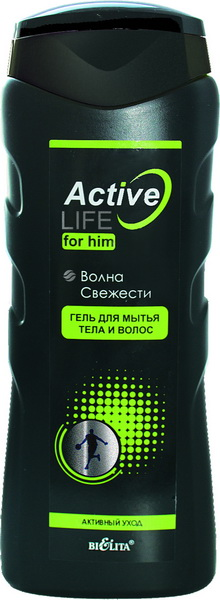 Active
LIFE
for him
Волна
Свежести
ГЕЛЬ ДЛЯ МЫТЬЯ
ТЕЛА И ВОЛОС
АКТИВНЫЙ УХОД
BIELITA®